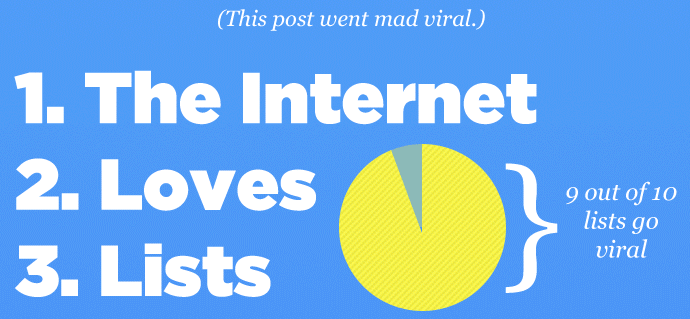 (This post went mad viral.)
1. The Internet
2. Loves
3. Lists
9 out of 10
lists go
viral